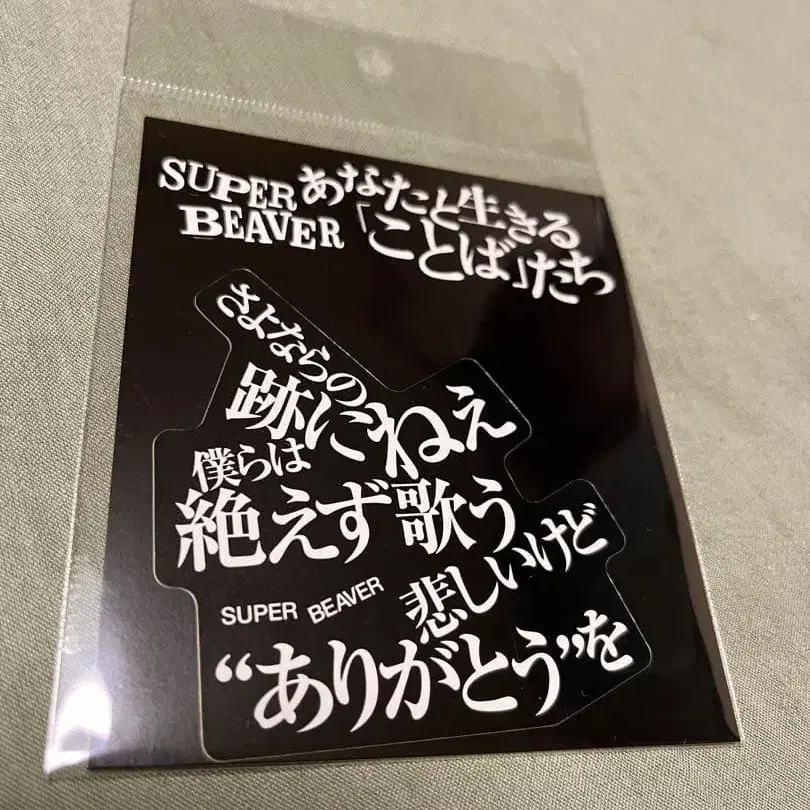 SUPER BEAVER
あなたと生きる
「ことば」たち
さよならの
跡にねぇ
僕らは
絶えず歌う
悲しいけど
SUPER BEAVER
“ありがとう”を